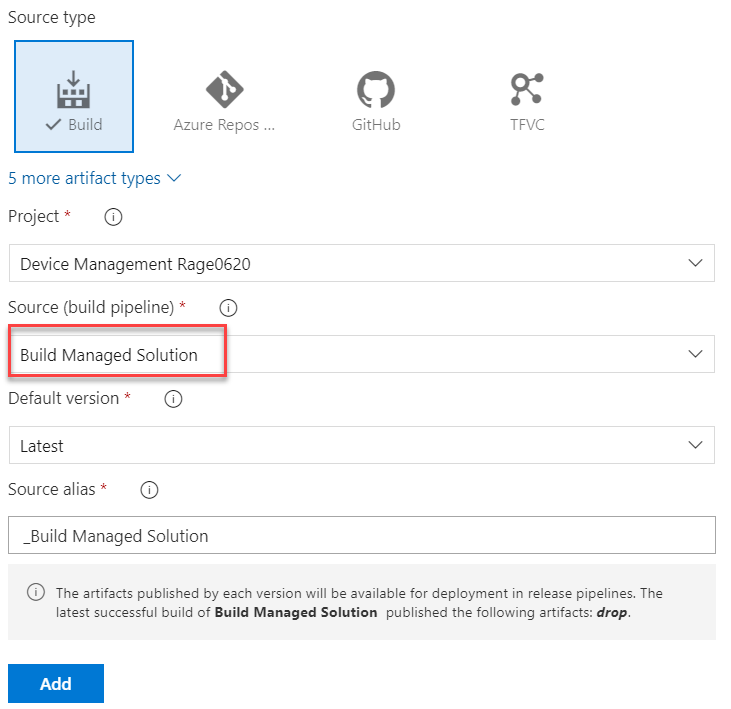 Source type
Build
Azure Repos ...
GitHub
TFVC
5 more artifact types
Project *
Device Management Rage0620
Source (build pipeline) *
Build Managed Solution
Default version *
Latest
Source alias *
_Build Managed Solution
The artifacts published by each version will be available for deployment in release pipelines. The
latest successful build of Build Managed Solution published the following artifacts: drop.
Add